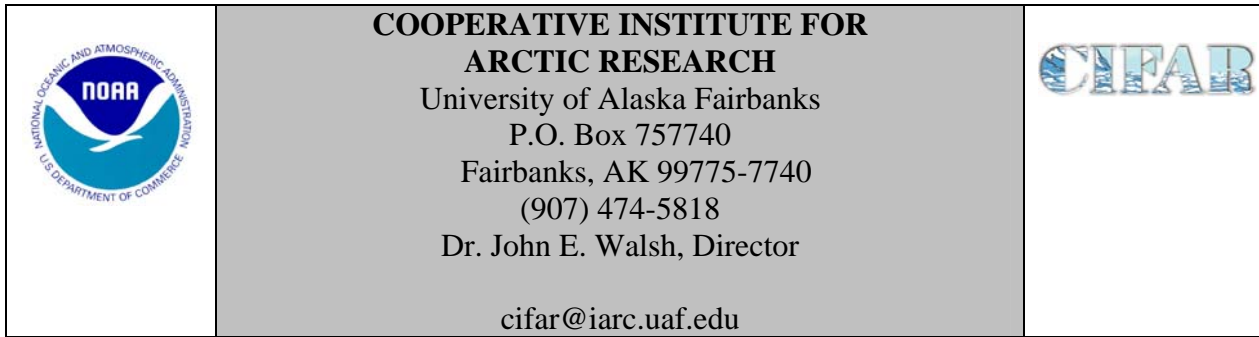 NATIONAL OCEANIC AND ATMOSPHERIC ADMINISTRATION
NOAA
U.S. DEPARTMENT OF COMMERCE
COOPERATIVE INSTITUTE FOR
ARCTIC RESEARCH
University of Alaska Fairbanks
P.O. Box 757740
Fairbanks, AK 99775-7740
(907) 474-5818
Dr. John E. Walsh, Director
cifar@iarc.uaf.edu
CIFAR